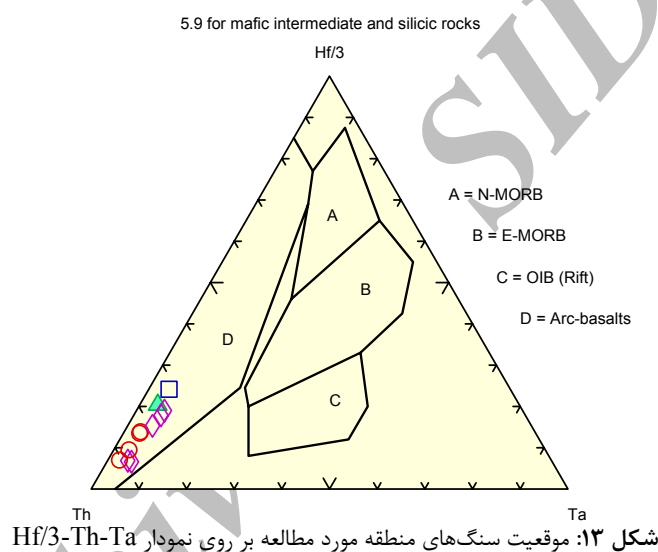 5.9 for mafic intermediate and silicic rocks
Hf/3
A = N-MORB
A
B = E-MORB
C = OIB (Rift)
B
D = Arc-basalts
D
C
Th
Ta
شکل ۱۳: موقعیت سنگ‌های منطقه مورد مطالعه بر روی نمودار Hf/3-Th-Ta
SID